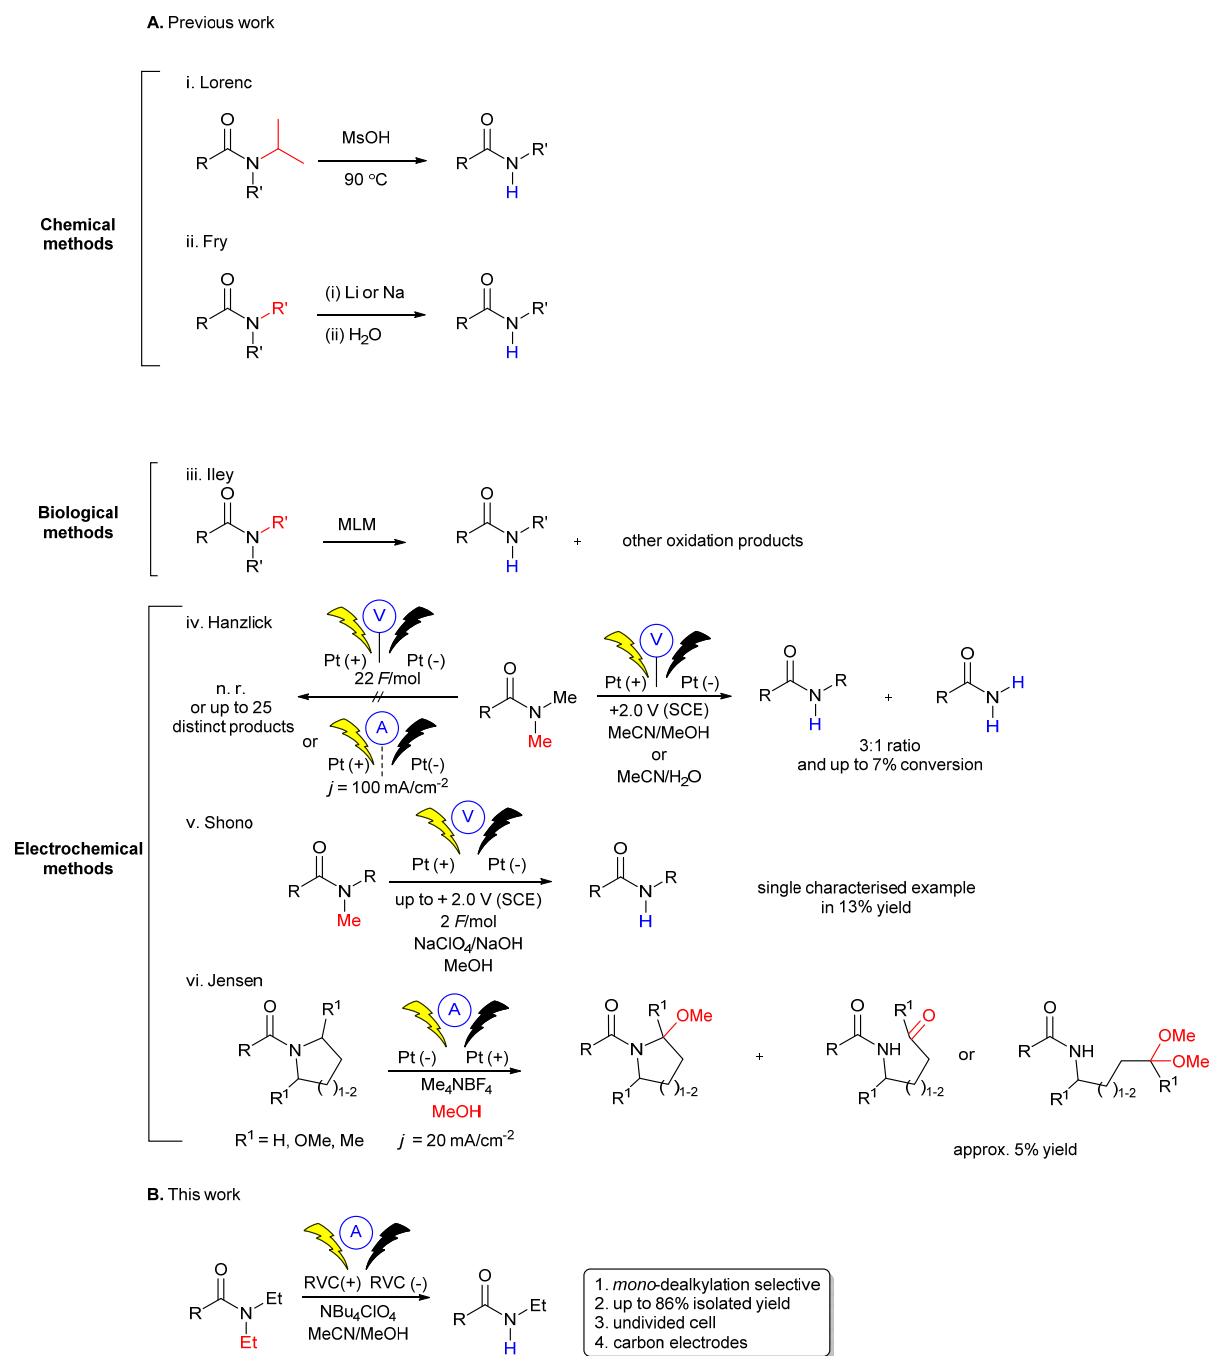 A. Previous work
i. Lorenc
O
R
N
R'
MsOH
90 °C
O
R
N
R'
H
Chemical
methods
ii. Fry
O
R
N
R'
R'
(i) Li or Na
(ii) H2O
O
R
N
R'
H
iii. Iley
Biological
methods
O
R
N
R'
R'
MLM
O
R
N
R'
H
+
other oxidation products
iv. Hanzlick
V
Pt (+)
Pt (-)
22 F/mol
n. r.
or up to 25
distinct products
or
A
Pt (+)
Pt(-)
j = 100 mA/cm-2
O
R
N
Me
Me
V
Pt (+)
Pt (-)
+2.0 V (SCE)
MeCN/MeOH
or
MeCN/H2O
O
R
N
R
H
+
O
R
N
H
H
3:1 ratio
and up to 7% conversion
Electrochemical
methods
v. Shono
O
R
N
R
Me
V
Pt (+)
Pt (-)
up to + 2.0 V (SCE)
2 F/mol
NaClO4/NaOH
MeOH
O
R
N
R
H
single characterised example
in 13% yield
vi. Jensen
O
R
N
R1
R1
( )1-2
R1 = H, OMe, Me
A
Pt (-)
Pt (+)
Me4NBF4
MeOH
j = 20 mA/cm-2
O
R
N
R1
OMe
R1
( )1-2
+
O
R
NH
R1
O
R1
( )1-2
or
O
R
NH
R1
( )1-2
OMe
OMe
R1
approx. 5% yield
B. This work
O
R
N
Et
Et
A
RVC(+)
RVC (-)
NBu4ClO4
MeCN/MeOH
O
R
N
Et
H
1. mono-dealkylation selective
2. up to 86% isolated yield
3. undivided cell
4. carbon electrodes